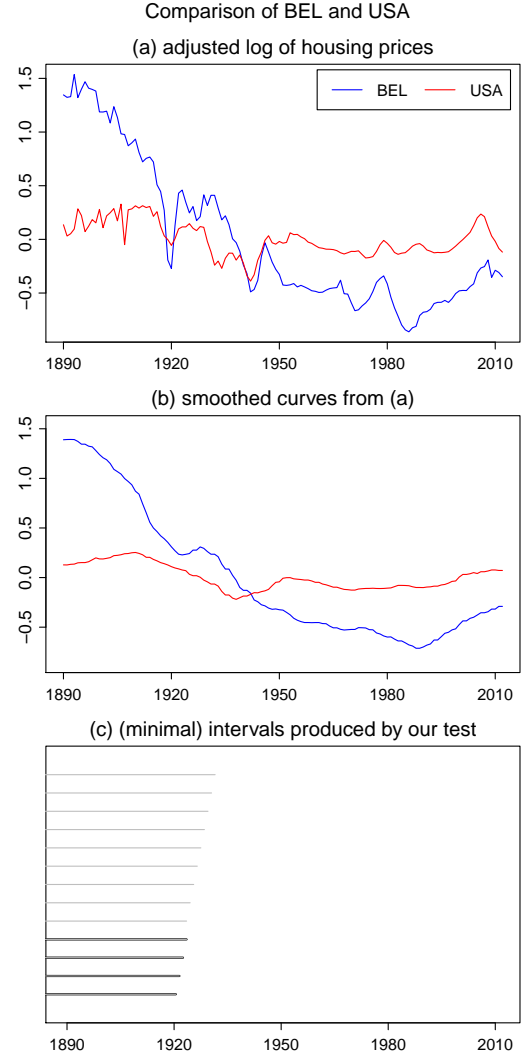 Comparison of BEL and USA
(a) adjusted log of housing prices
BEL USA
1.5
1.0
0.5
0.0
−0.5
1890 1920 1950 1980 2010
(b) smoothed curves from (a)
1.5
1.0
0.5
0.0
−0.5
1890 1920 1950 1980 2010
(c) (minimal) intervals produced by our test
1890 1920 1950 1980 2010